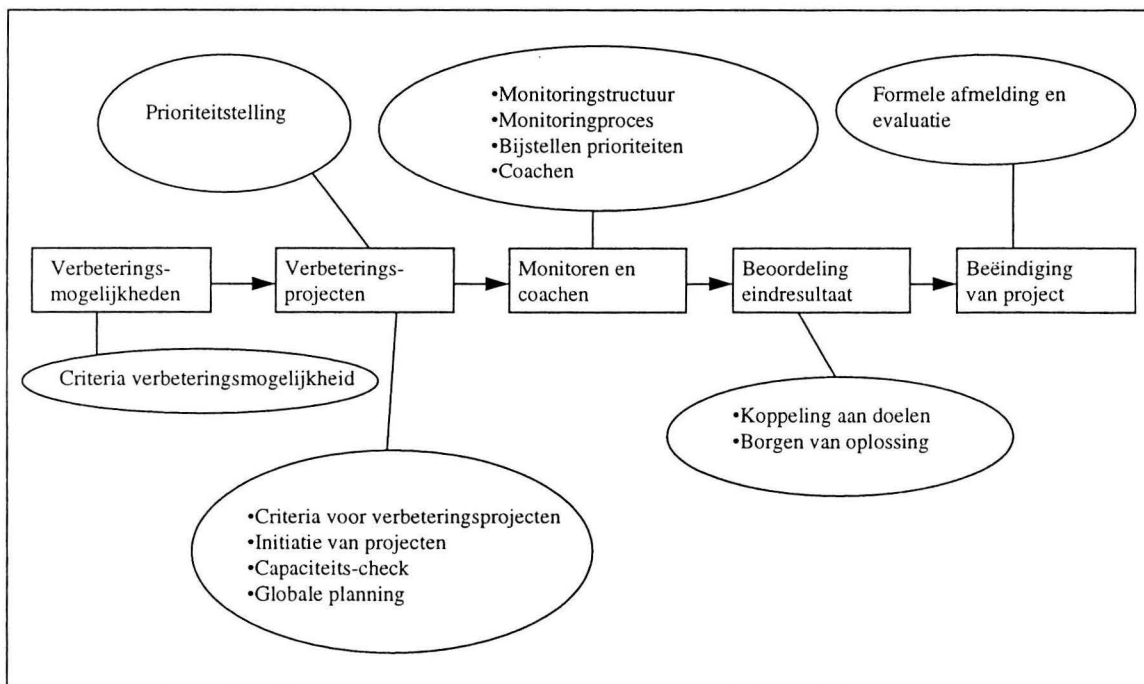 Prioriteitstelling
•Monitoringstructuur
•Monitoringproces
•Bijstellen prioriteiten
•Coachen
Formele afmelding en
evaluatie
Verbeterings-
mogelijkheden
Verbeterings-
projecten
Monitoren en
coachen
Beoordeling
eindresultaat
Beëindiging
van project
Criteria verbeteringsmogelijkheid
•Koppeling aan doelen
•Borgen van oplossing
•Criteria voor verbeteringsprojecten
•Initiatie van projecten
•Capaciteits-check
•Globale planning